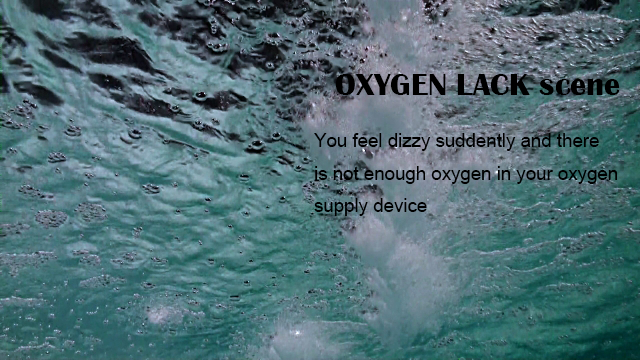 OXYGEN LACK scene
You feel dizzy suddently and there
is not enough oxygen in your oxygen
supply device